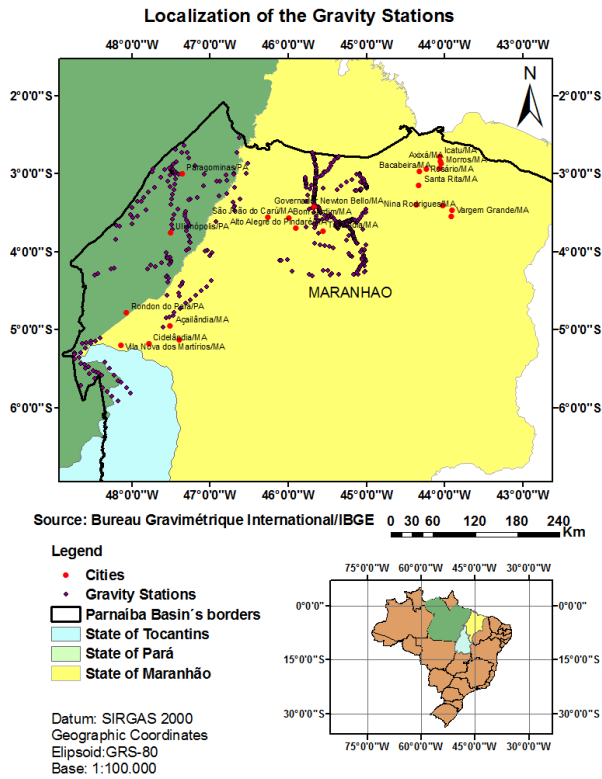 Localization of the Gravity Stations
48°0'0"W 47°0'0"W 46°0'0"W 45°0'0"W 44°0'0"W 43°0'0"W
N
2°0'0"S 2°0'0"S
Icatu/MA
Axixá/MA
Morros/MA
Bacabeira/MA Rosário/MA
3°0'0"S 3°0'0"S
Paragominas/PA
Santa Rita/MA
Governador Newton Bello/MA Nina Rodrigues/MA
São João do Carú/MA
Vargem Grande/MA
Alto Alegre do Pindaré/MA
Ulianópolis/PA
4°0'0"S 4°0'0"S
MARANHAO
Rondon do Pará/PA
Açailândia/MA
5°0'0"S 5°0'0"S
Cidelândia/MA
Vila Nova dos Martírios/MA
6°0'0"S 6°0'0"S
48°0'0"W 47°0'0"W 46°0'0"W 45°0'0"W 44°0'0"W 43°0'0"W
Source: Bureau Gravimétrique International/IBGE
0 30 60 120 180 240
Km
Legend
Cities
Gravity Stations
Parnaíba Basin´s borders
State of Tocantins
State of Pará
State of Maranhão
Datum: SIRGAS 2000
Geographic Coordinates
Elipsoid:GRS-80
Base: 1:100.000
75°0'0"W 60°0'0"W 45°0'0"W 35°0'0"W
0°0'0" 0°0'0"
15°0'0"S 15°0'0"S
30°0'0"S 30°0'0"S
75°0'0"W 60°0'0"W 45°0'0"W 35°0'0"W